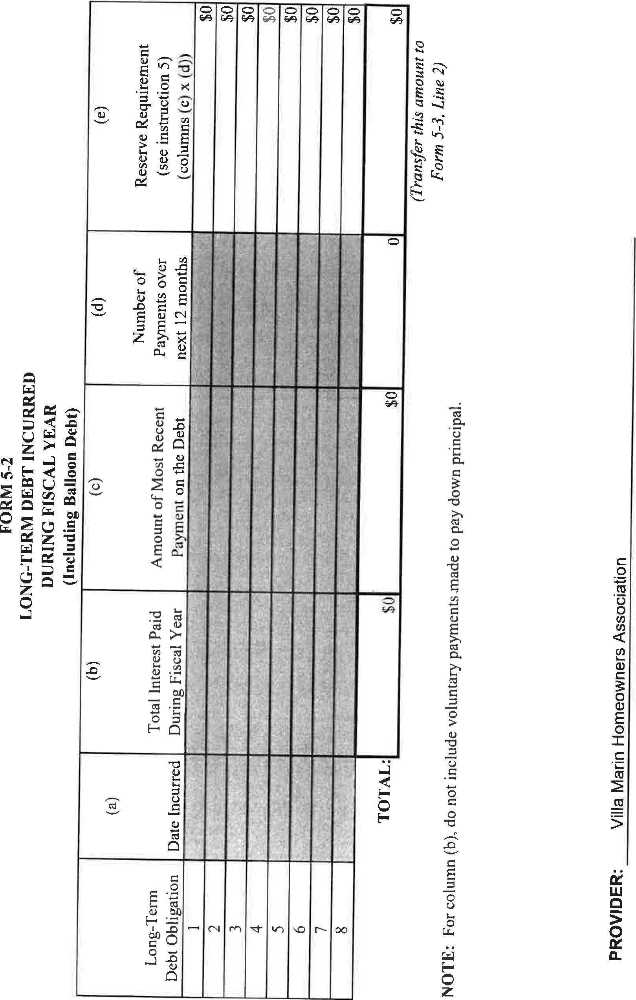 FORM 5-2
LONG-TERM DEBT INCURRED
DURING FISCAL YEAR
(Including Balloon Debt)
(a) (b) (c) (d) (e)
Long-Term
Debt Obligation
Date Incurred
Total Interest Paid
During Fiscal Year
Amount of Most Recent
Payment on the Debt
Number of
Payments over
next 12 months
Reserve Requirement
(see instruction 5)
(columns (c) x (d))
1 $0
2 $0
3 $0
4 $0
5 $0
6 $0
7 $0
8 $0
TOTAL: $0 $0 0 $0
(Transfer this amount to
Form 5-3, Line 2)
NOTE: For column (b), do not include voluntary payments made to pay down principal.
PROVIDER: Villa Marin Homeowners Association